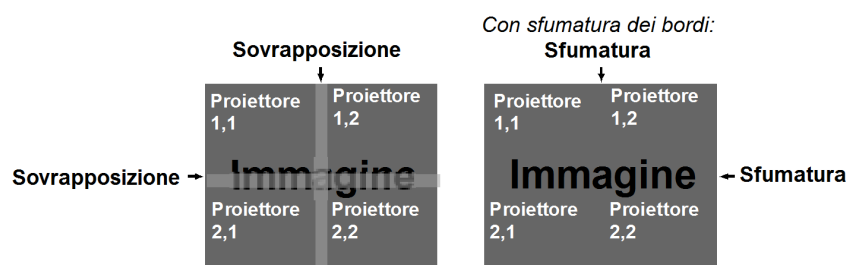 Con sfumatura dei bordi:
Sovrapposizione
Sfumatura
Proiettore
1,1
Proiettore
1,2
Proiettore
1,1
Proiettore
1,2
Sovrapposizione
Immagine
Immagine
Sfumatura
Proiettore
2,1
Proiettore
2,2
Proiettore
2,1
Proiettore
2,2